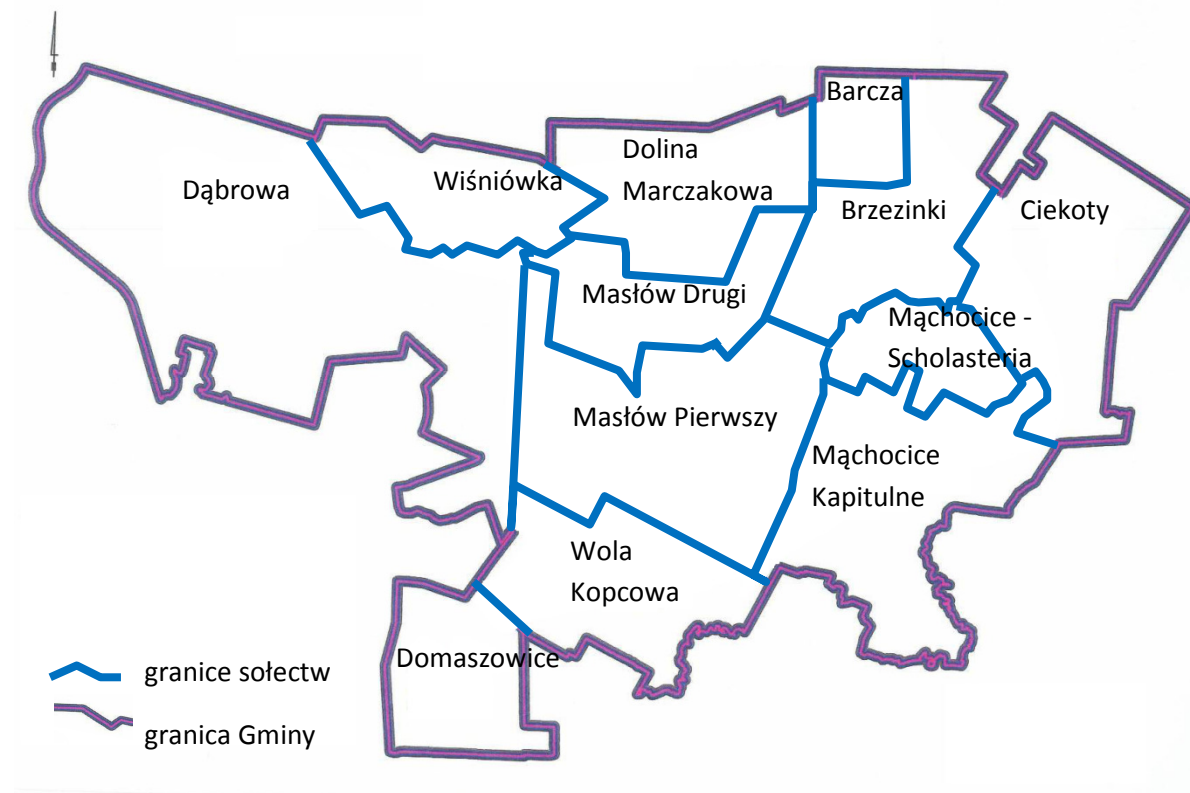 Barcza
Dolina
Marczakowa
Wiśniówka
Dąbrowa
Brzezinki
Ciekoty
Masłów Drugi
Mąchocice -
Scholasteria
Masłów Pierwszy
Mąchocice
Kapitulne
Wola
Kopcowa
Domaszowice
granice sołectw
granica Gminy